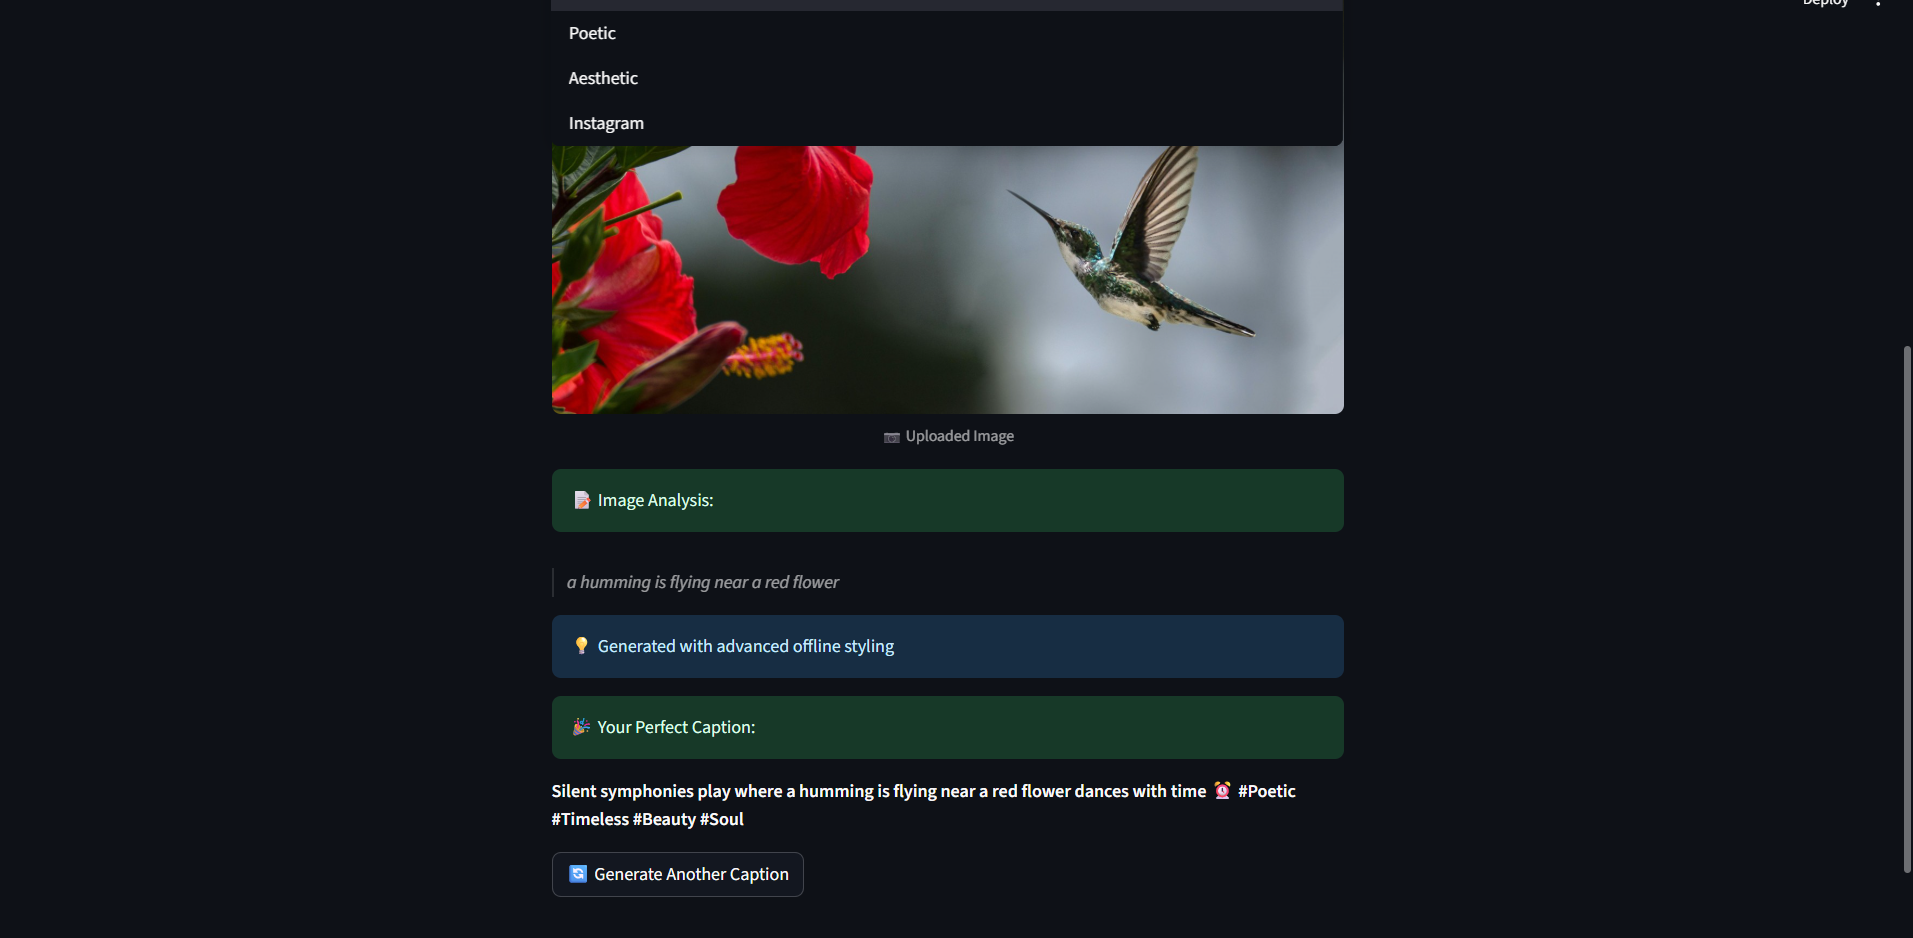 Deploy
Poetic
Aesthetic
Instagram
Uploaded Image
Image Analysis:
a humming is flying near a red flower
Generated with advanced offline styling
Your Perfect Caption:
Silent symphonies play where a humming is flying near a red flower dances with time ⏰ #Poetic
#Timeless #Beauty #Soul
Generate Another Caption